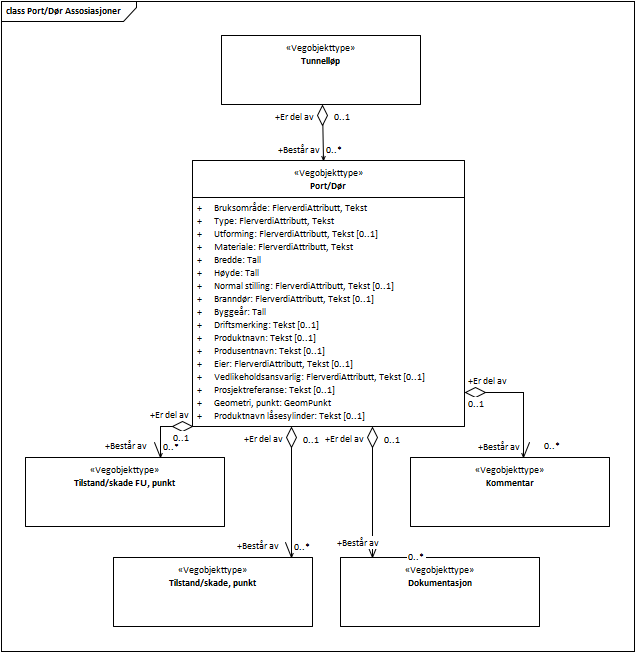 class Port/Dør Assosiasjoner
«Vegobjekttype»
Tunnelløp
+Er del av 0..1
+Består av 0..*
«Vegobjekttype»
Port/Dør
+ Bruksområde: FlerverdiAttributt, Tekst
+ Type: FlerverdiAttributt, Tekst
+ Utforming: FlerverdiAttributt, Tekst [0..1]
+ Materiale: FlerverdiAttributt, Tekst
+ Bredde: Tall
+ Høyde: Tall
+ Normal stilling: FlerverdiAttributt, Tekst [0..1]
+ Branndør: FlerverdiAttributt, Tekst [0..1]
+ Byggeår: Tall
+ Driftsmerking: Tekst [0..1]
+ Produktnavn: Tekst [0..1]
+ Produsentnavn: Tekst [0..1]
+ Eier: FlerverdiAttributt, Tekst [0..1]
+ Vedlikeholdsansvarlig: FlerverdiAttributt, Tekst [0..1]
+ Prosjektreferanse: Tekst [0..1]
+ Geometri, punkt: GeomPunkt
+ Produktnavn låsesylinder: Tekst [0..1]
+Er del av
0..1
+Er del av
0..1
+Er del av 0..1
+Er del av 0..1
+Består av 0..*
+Består av 0..*
«Vegobjekttype»
Tilstand/skade FU, punkt
«Vegobjekttype»
Kommentar
+Består av 0..*
+Består av
0..*
«Vegobjekttype»
Tilstand/skade, punkt
«Vegobjekttype»
Dokumentasjon